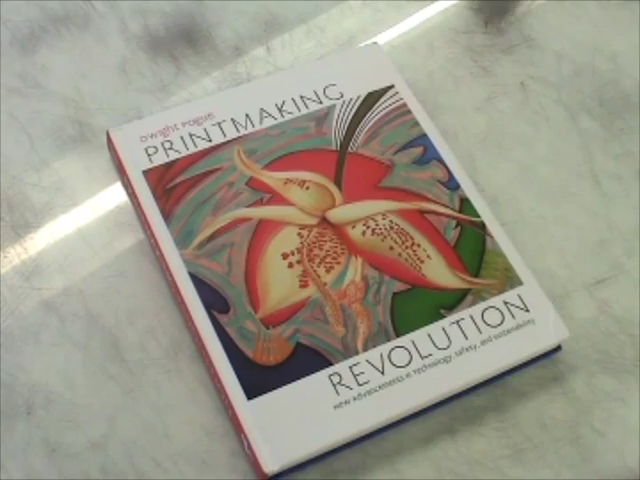 Dwight Pogue
PRINTMAKING
REVOLUTION
New Advancements in Technology, Safety, and Sustainability